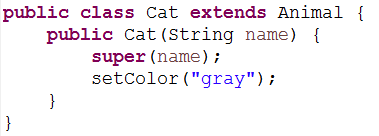 public class Cat extends Animal {
    public Cat(String name) {
        super(name);
        setColor("gray");
    }
}